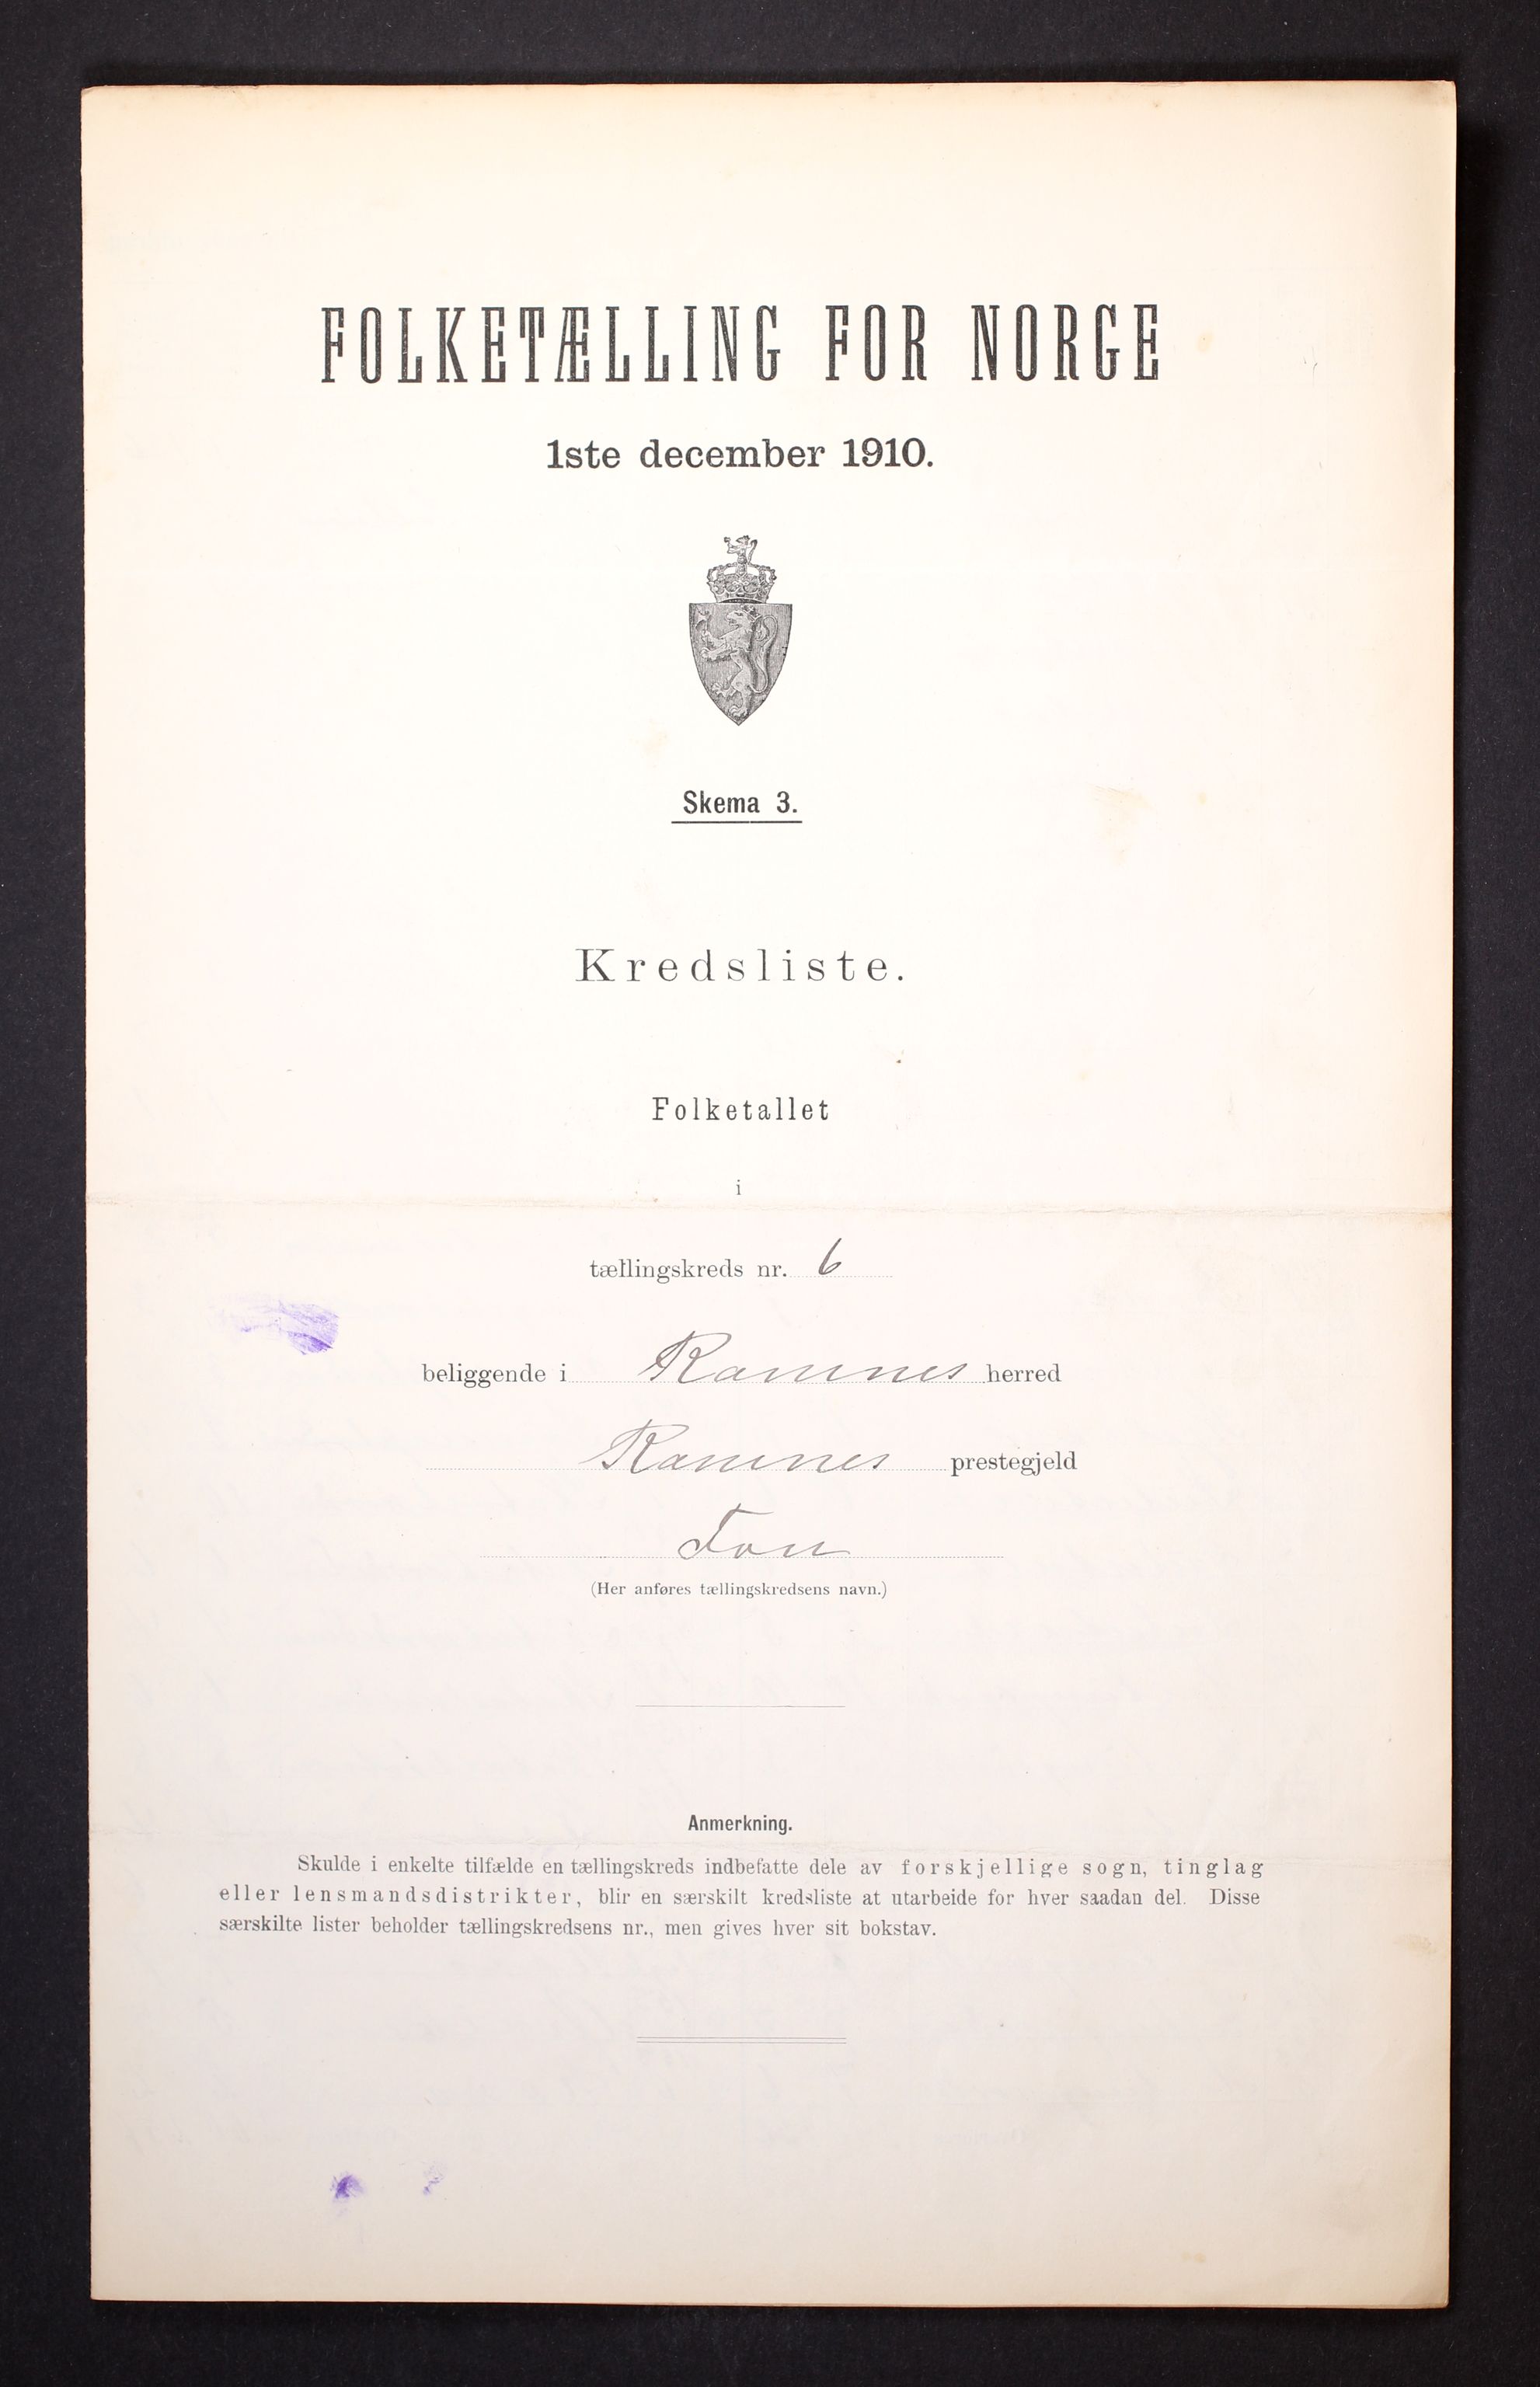 FOLKETÆLLING FOR NORGE
1ste december 1910.
Skema 3.
Kredsliste.
Folketallet
i
tællingskreds nr. 6
beliggende i Ramnes herred
Ramnes prestegjeld
Fon
(Her anføres tællingskredsens navn.)
Anmerkning.
Skulde i enkelte tilfælde en tællingskreds indbefatte dele av forskjellige sogn, tinglag
eller lensmandsdistrikter, blir en særskilt kredsliste at utarbeide for hver saadan del. Disse
særskilte lister beholder tællingskredsens nr., men gives hver sit bokstav.